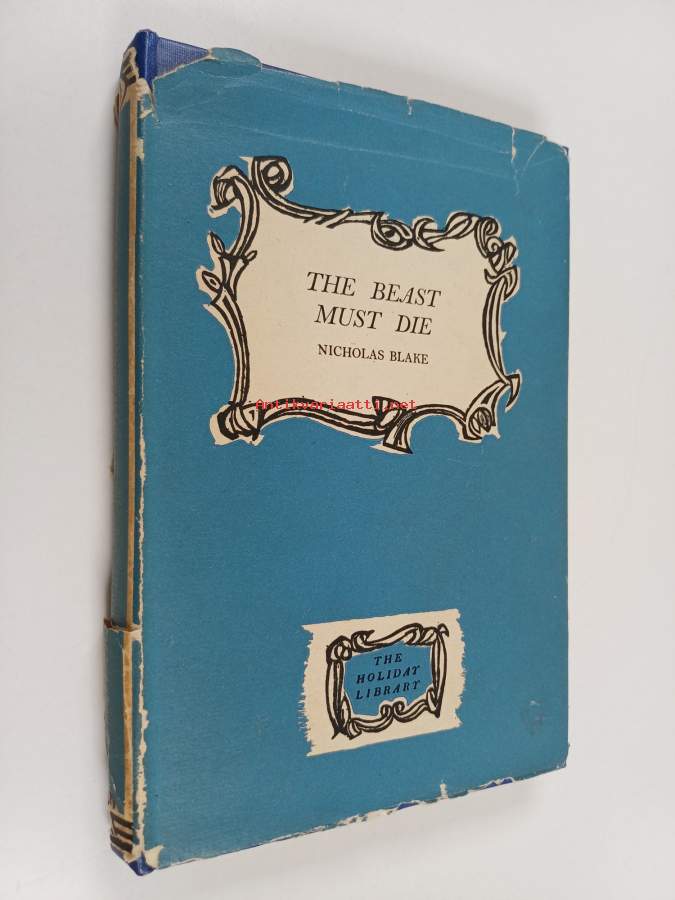 THE BEAST
MUST DIE
NICHOLAS BLAKE
Antikvariaatti.net
THE
HOLIDAY
LIBRARY